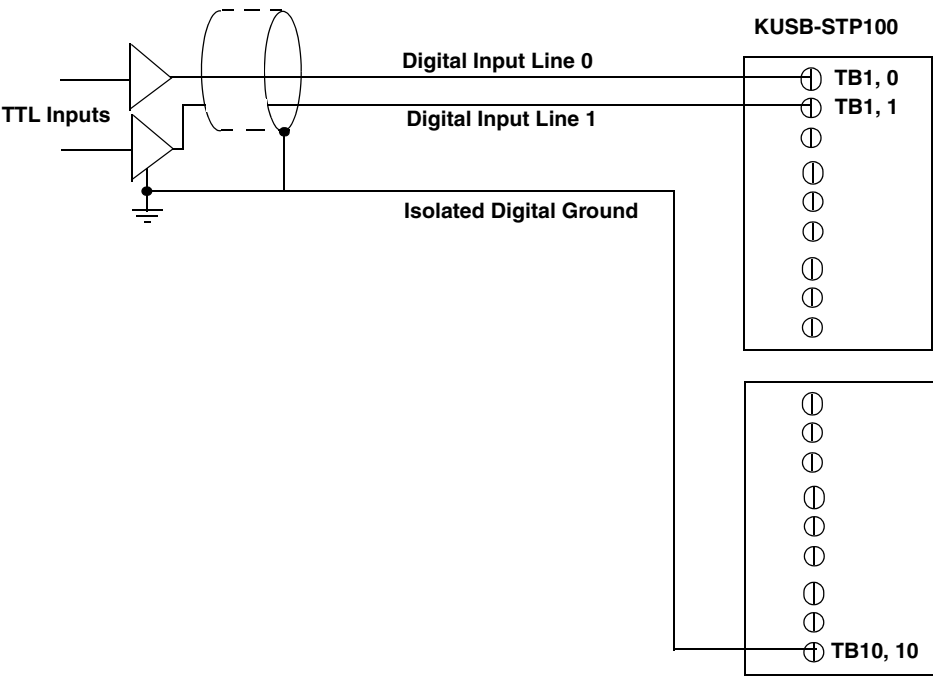 KUSB-STP100
Digital Input Line 0
TB1, 0
TTL Inputs
Digital Input Line 1
TB1, 1
Isolated Digital Ground
TB10, 10